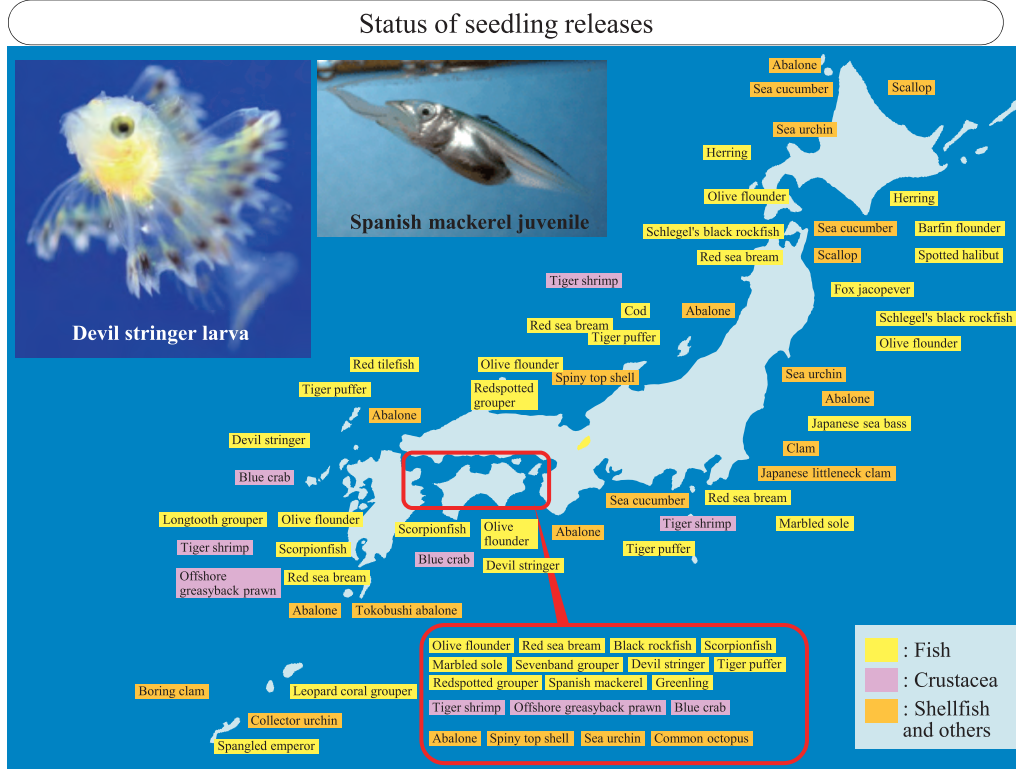 Status of seedling releases
Devil stringer larva
Spanish mackerel juvenile
Abalone
Sea cucumber
Scallop
Sea urchin
Herring
Olive flounder
Herring
Schlegel's black rockfish
Sea cucumber
Barfin flounder
Red sea bream
Scallop
Spotted halibut
Tiger shrimp
Fox jacopever
Cod
Abalone
Schlegel's black rockfish
Red sea bream
Tiger puffer
Olive flounder
Red tilefish
Olive flounder
Spiny top shell
Sea urchin
Tiger puffer
Redspotted
grouper
Abalone
Abalone
Japanese sea bass
Devil stringer
Clam
Blue crab
Japanese littleneck clam
Sea cucumber
Red sea bream
Longtooth grouper
Olive flounder
Scorpionfish
Olive
flounder
Abalone
Tiger shrimp
Marbled sole
Tiger shrimp
Scorpionfish
Blue crab
Devil stringer
Tiger puffer
Offshore
greasyback prawn
Red sea bream
Abalone
Tokobushi abalone
Boring clam
Leopard coral grouper
Collector urchin
Spangled emperor
Olive flounder Red sea bream Black rockfish Scorpionfish
Marbled sole Sevenband grouper Devil stringer Tiger puffer
Redspotted grouper Spanish mackerel Greenling
Tiger shrimp Offshore greasyback prawn Blue crab
Abalone Spiny top shell Sea urchin Common octopus
: Fish
: Crustacea
: Shellfish
and others